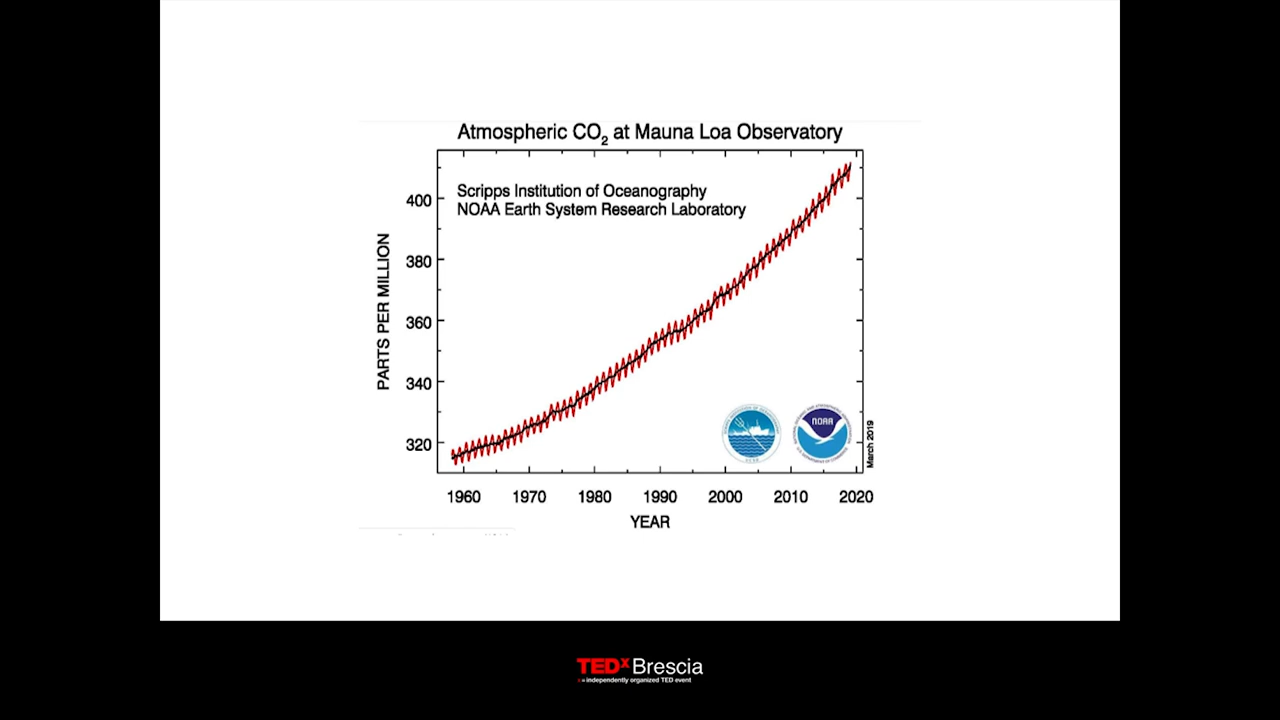 Atmospheric CO2 at Mauna Loa Observatory
Scripps Institution of Oceanography
NOAA Earth System Research Laboratory
PARTS PER MILLION
400
380
360
340
320
NOAA
March 2019
1960 1970 1980 1990 2000 2010 2020
YEAR
TEDxBrescia
x = independently organized TED event